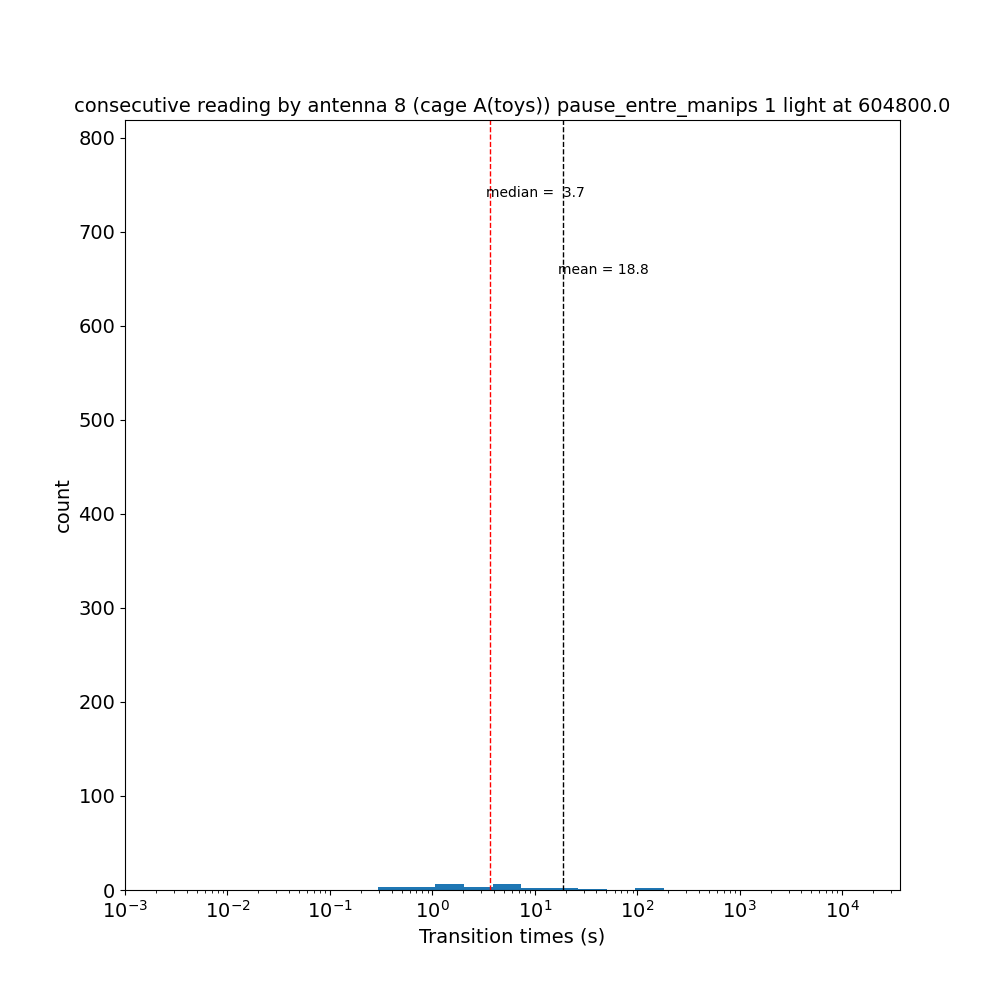 consecutive reading by antenna 8 (cage A(toys)) pause_entre_manips 1 light at 604800.0
800
median =  3.7
700
mean = 18.8
600
500
count
400
300
200
100
0
10⁻³ 10⁻² 10⁻¹ 10⁰ 10¹ 10² 10³ 10⁴
Transition times (s)